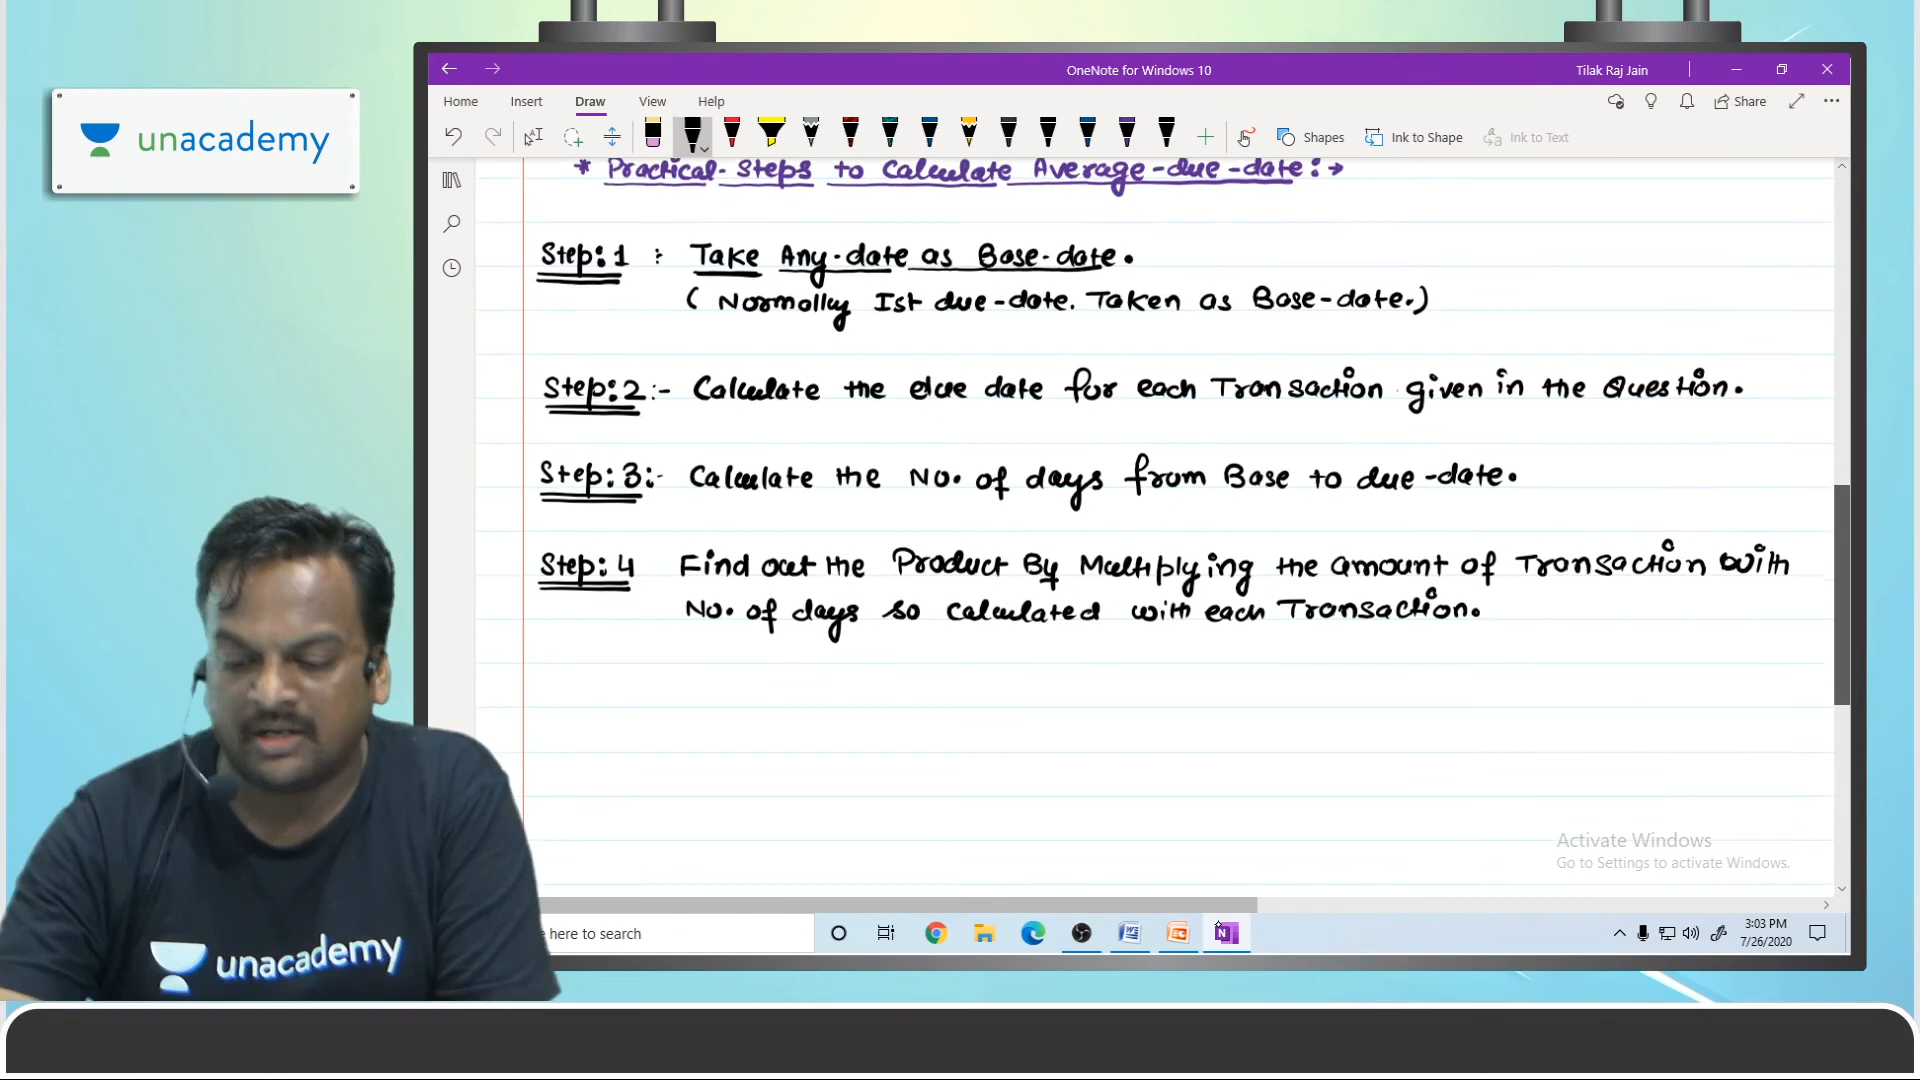 unacademy
OneNote for Windows 10
Tilak Raj Jain
Home Insert Draw View Help
Share
Shapes Ink to Shape Ink to Text
* Practical-Steps to Calculate Average-due-date:→
Step:1 : Take Any-date as Base-date.
( Normally Ist due-date. Taken as Base-date.)
Step:2 :- Calculate the due date for each Transaction given in the Question.
Step:3:- Calculate the No. of days from Base to due-date.
Step:4 Find out the Product By Multiplying the amount of Transaction with
No. of days so calculated with each Transaction.
Activate Windows
Go to Settings to activate Windows.
e here to search
3:03 PM
7/26/2020
unacademy